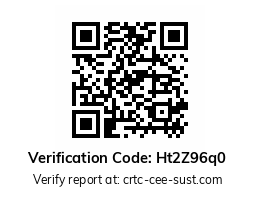 Verification Code: Ht2Z96q0
Verify report at: crtc-cee-sust.com